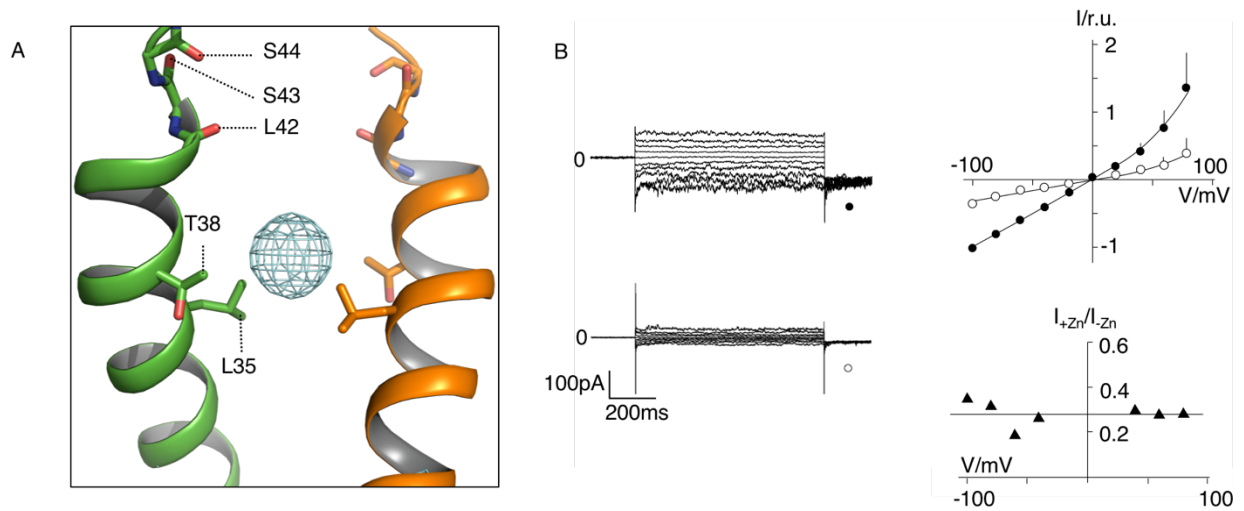 A
S44
S43
L42
T38
L35
B
0
0
100pA
200ms
I/r.u.
2
1
-100
100
V/mV
-1
I+Zn/I-Zn
0.6
0.4
0.2
V/mV
-100
100